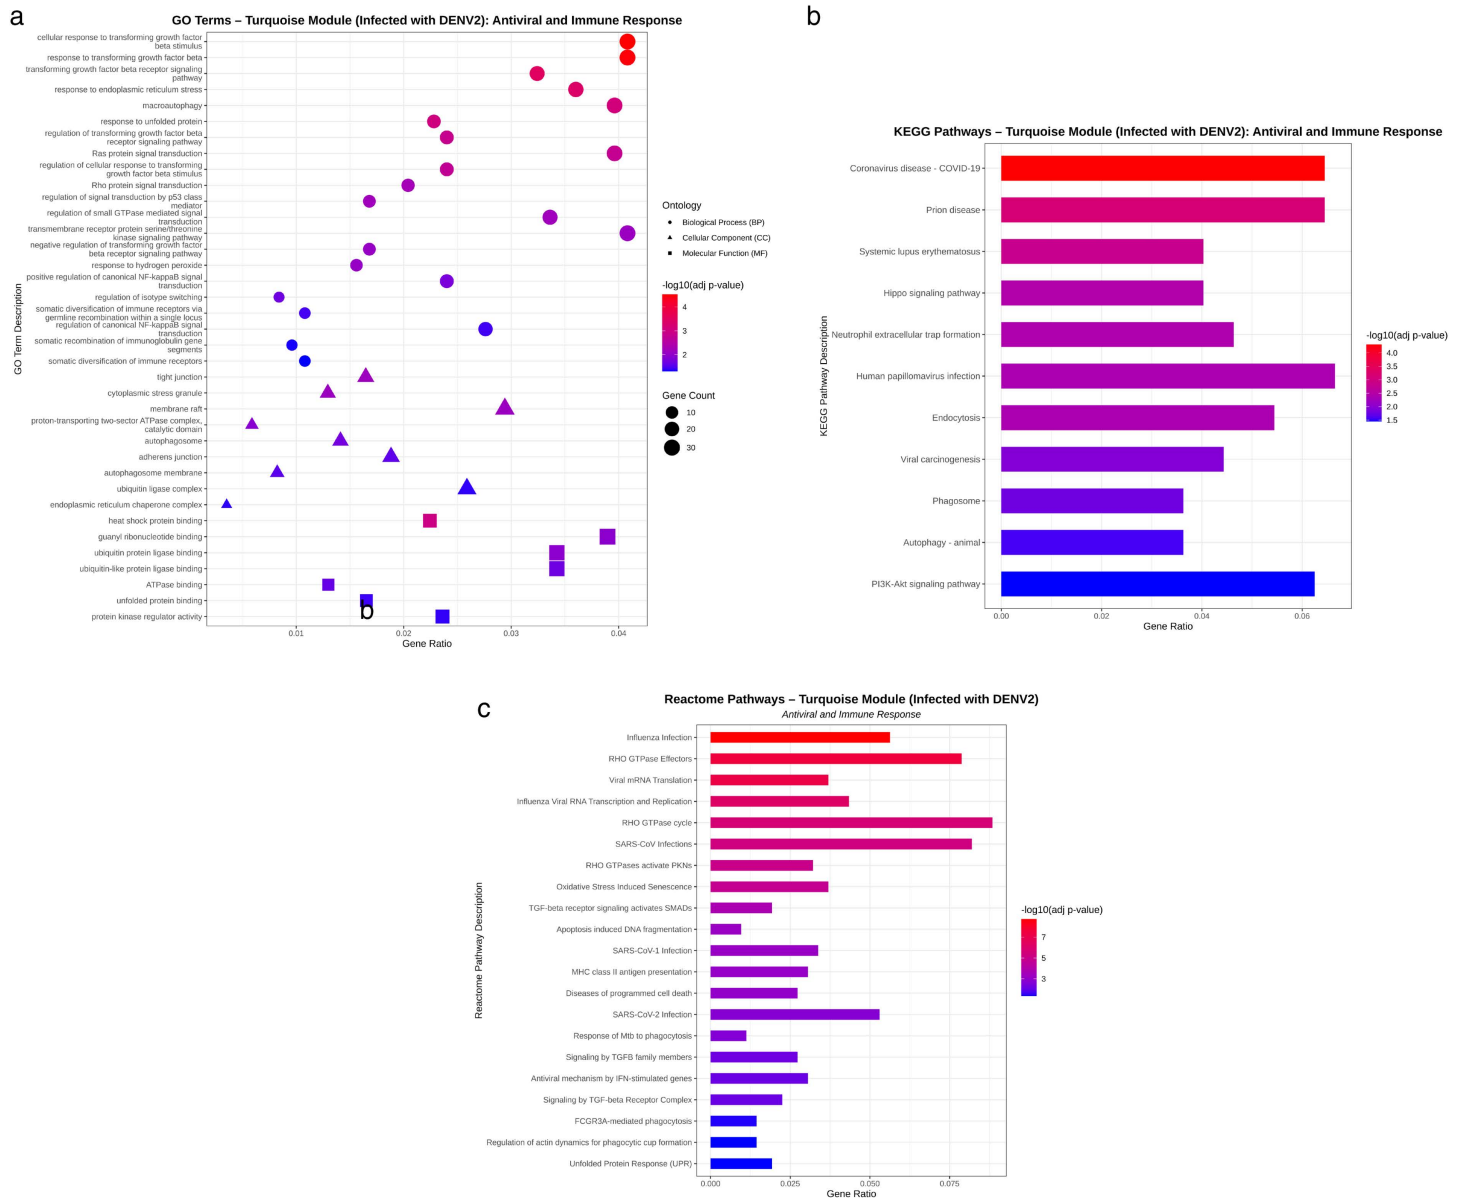 a
GO Terms – Turquoise Module (Infected with DENV2): Antiviral and Immune Response
GO Term Description
cellular response to transforming growth factor
beta stimulus
response to transforming growth factor beta
transforming growth factor beta receptor signaling
pathway
response to endoplasmic reticulum stress
macroautophagy
response to unfolded protein
regulation of transforming growth factor beta
receptor signaling pathway
Ras protein signal transduction
regulation of cellular response to transforming
growth factor beta stimulus
Rho protein signal transduction
regulation of signal transduction by p53 class
mediator
regulation of small GTPase mediated signal
transduction
transmembrane receptor protein serine/threonine
kinase signaling pathway
negative regulation of transforming growth factor
beta receptor signaling pathway
response to hydrogen peroxide
positive regulation of canonical NF-kappaB signal
transduction
regulation of isotype switching
somatic diversification of immune receptors via
germline recombination within a single locus
regulation of canonical NF-kappaB signal
transduction
somatic recombination of immunoglobulin gene
segments
somatic diversification of immune receptors
tight junction
cytoplasmic stress granule
membrane raft
proton-transporting two-sector ATPase complex,
catalytic domain
autophagosome
adherens junction
autophagosome membrane
ubiquitin ligase complex
endoplasmic reticulum chaperone complex
heat shock protein binding
guanyl ribonucleotide binding
ubiquitin protein ligase binding
ubiquitin-like protein ligase binding
ATPase binding
unfolded protein binding
protein kinase regulator activity
b
0.01 0.02 0.03 0.04
Gene Ratio
Ontology
Biological Process (BP)
Cellular Component (CC)
Molecular Function (MF)
-log10(adj p-value)
4
3
2
Gene Count
10
20
30
b
KEGG Pathways – Turquoise Module (Infected with DENV2): Antiviral and Immune Response
KEGG Pathway Description
Coronavirus disease - COVID-19
Prion disease
Systemic lupus erythematosus
Hippo signaling pathway
Neutrophil extracellular trap formation
Human papillomavirus infection
Endocytosis
Viral carcinogenesis
Phagosome
Autophagy - animal
PI3K-Akt signaling pathway
0.00 0.02 0.04 0.06
Gene Ratio
-log10(adj p-value)
4.0
3.5
3.0
2.5
2.0
1.5
c
Reactome Pathways – Turquoise Module (Infected with DENV2)
Antiviral and Immune Response
Reactome Pathway Description
Influenza Infection
RHO GTPase Effectors
Viral mRNA Translation
Influenza Viral RNA Transcription and Replication
RHO GTPase cycle
SARS-CoV Infections
RHO GTPases activate PKNs
Oxidative Stress Induced Senescence
TGF-beta receptor signaling activates SMADs
Apoptosis induced DNA fragmentation
SARS-CoV-1 Infection
MHC class II antigen presentation
Diseases of programmed cell death
SARS-CoV-2 Infection
Response of Mtb to phagocytosis
Signaling by TGFB family members
Antiviral mechanism by IFN-stimulated genes
Signaling by TGF-beta Receptor Complex
FCGR3A-mediated phagocytosis
Regulation of actin dynamics for phagocytic cup formation
Unfolded Protein Response (UPR)
0.000 0.025 0.050 0.075
Gene Ratio
-log10(adj p-value)
7
5
3